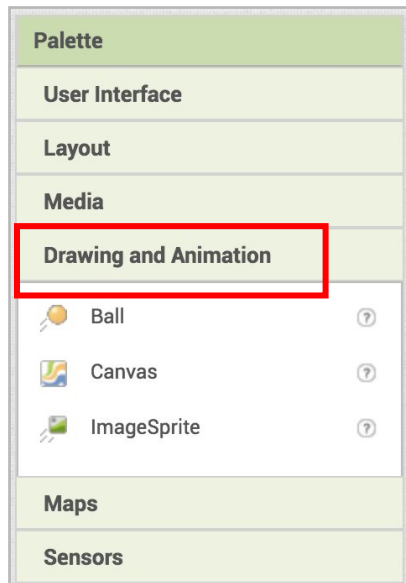 Palette
User Interface
Layout
Media
Drawing and Animation
Ball ?
Canvas ?
ImageSprite ?
Maps
Sensors